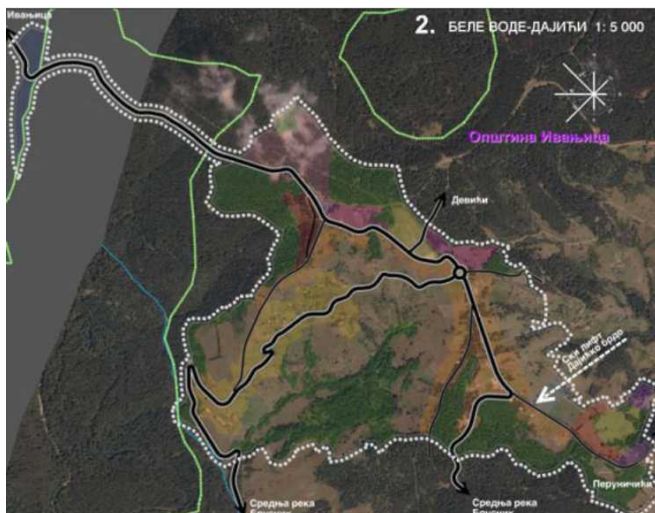 Ивањица
2. БЕЛЕ ВОДЕ-ДАЈИЋИ 1: 5 000
Општина Ивањица
Девићи
Ски лифт
Дајићко брдо
Перуничићи
Средња река
Средња река